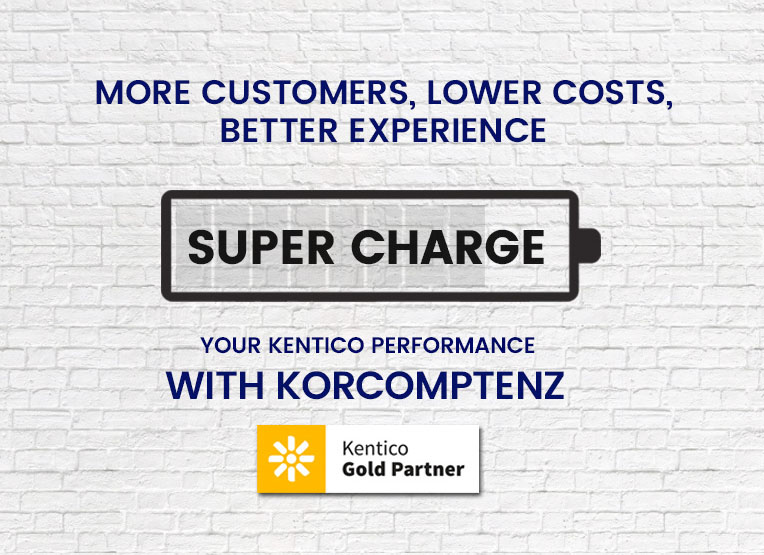 MORE CUSTOMERS, LOWER COSTS,
BETTER EXPERIENCE
SUPER CHARGE
YOUR KENTICO PERFORMANCE
WITH KORCOMPTENZ
Kentico
Gold Partner